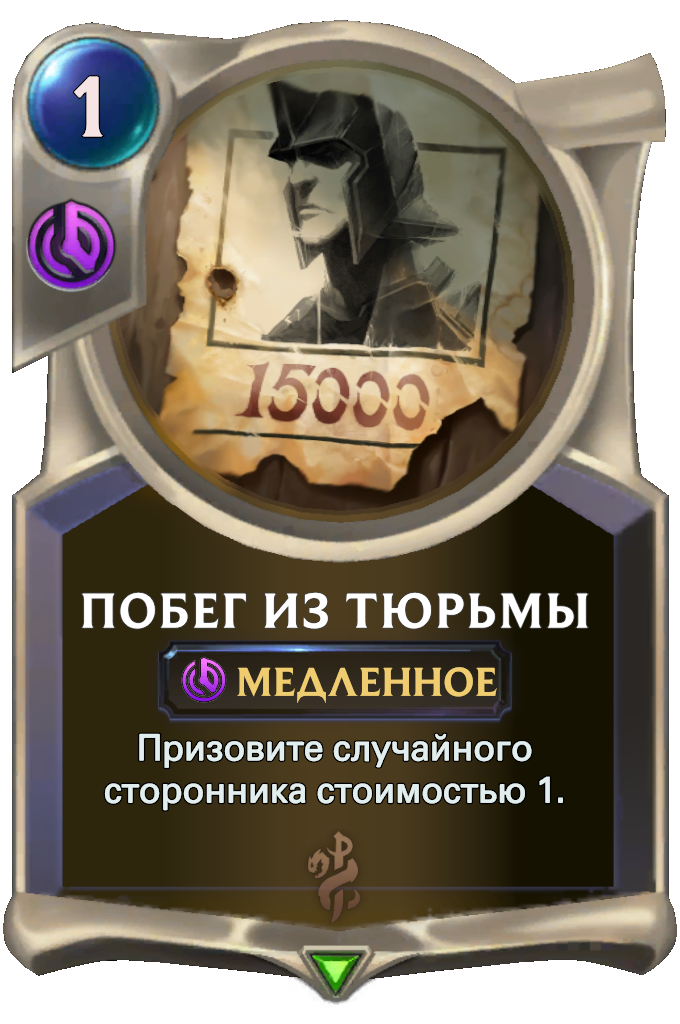 1
15000
ПОБЕГ ИЗ ТЮРЬМЫ
МЕДЛЕННОЕ
Призовите случайного
сторонника стоимостью 1.